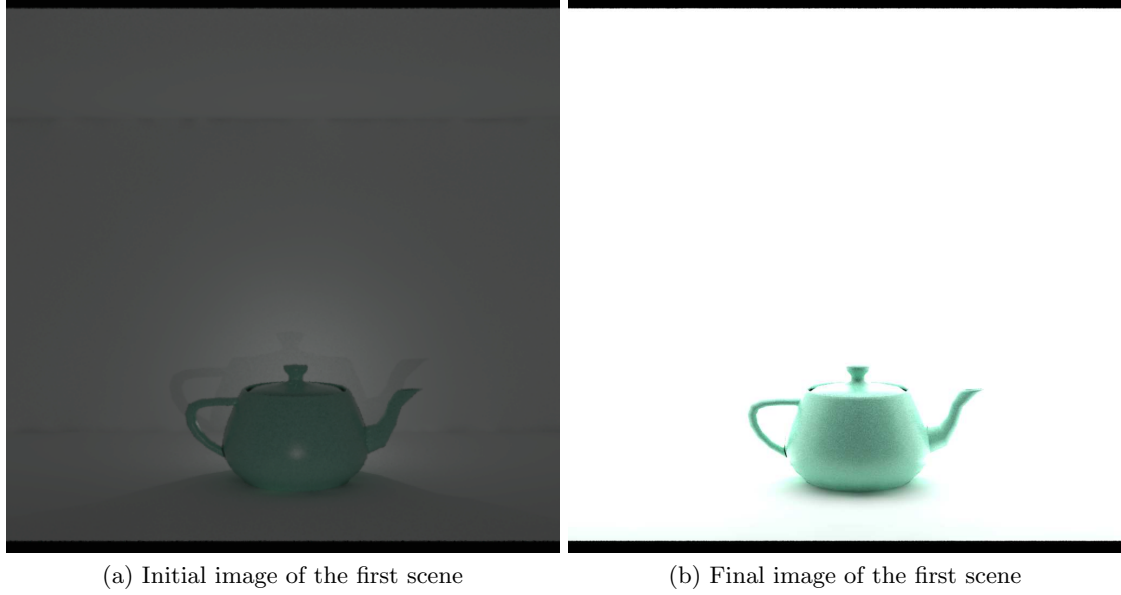 (a) Initial image of the first scene
(b) Final image of the first scene